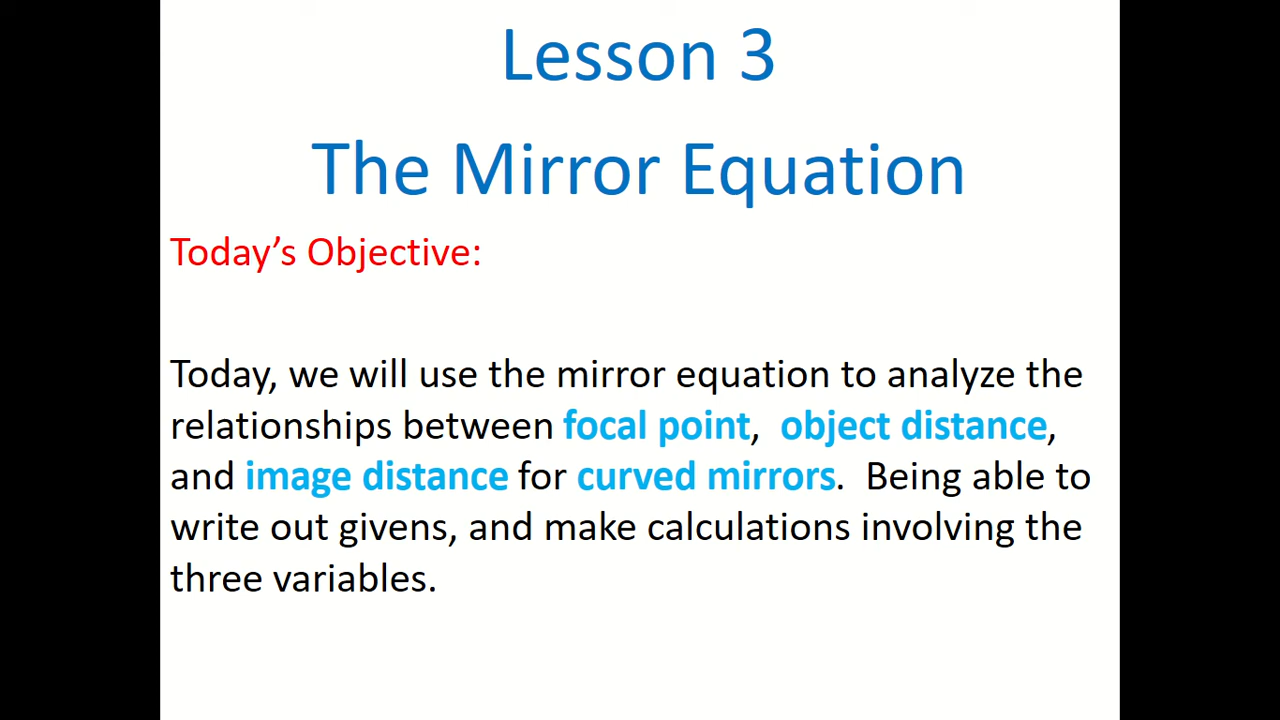 Lesson 3
The Mirror Equation
Today’s Objective:
Today, we will use the mirror equation to analyze the
relationships between focal point,  object distance,
and image distance for curved mirrors.  Being able to
write out givens, and make calculations involving the
three variables.